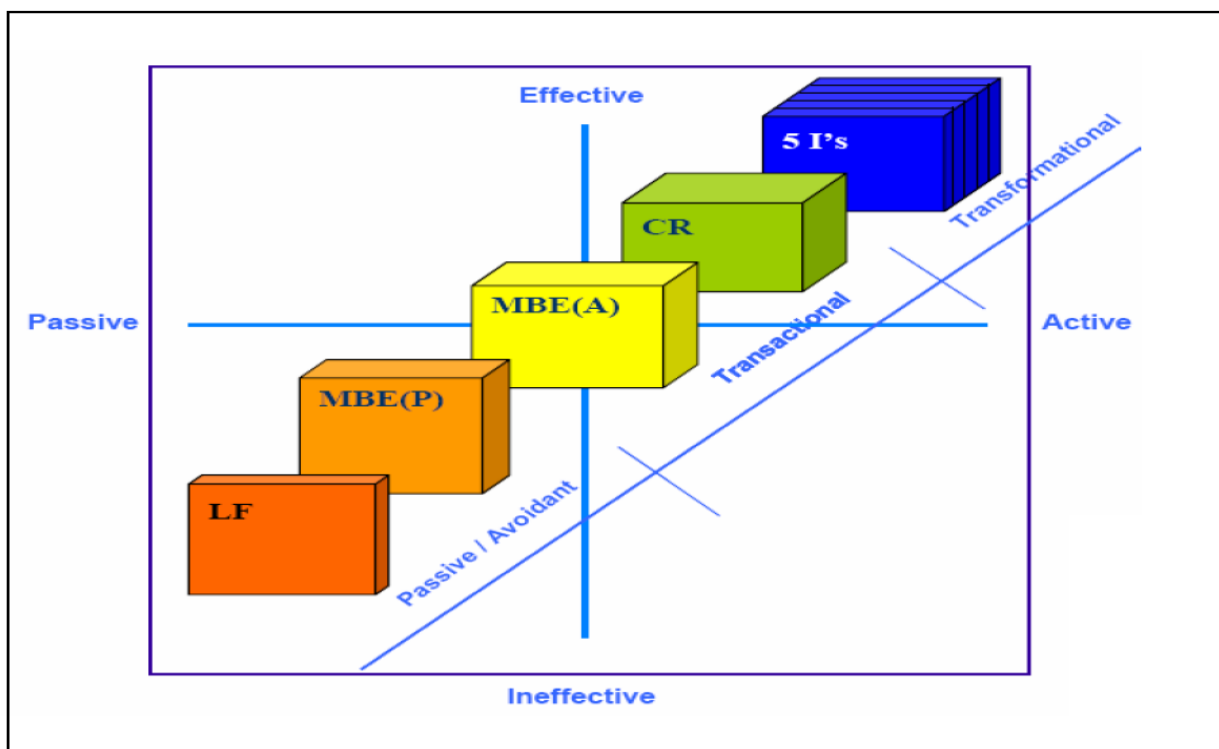 Effective
5 I's
Transformational
CR
MBE(A)
Passive
Active
Transactional
MBE(P)
LF
Passive / Avoidant
Ineffective